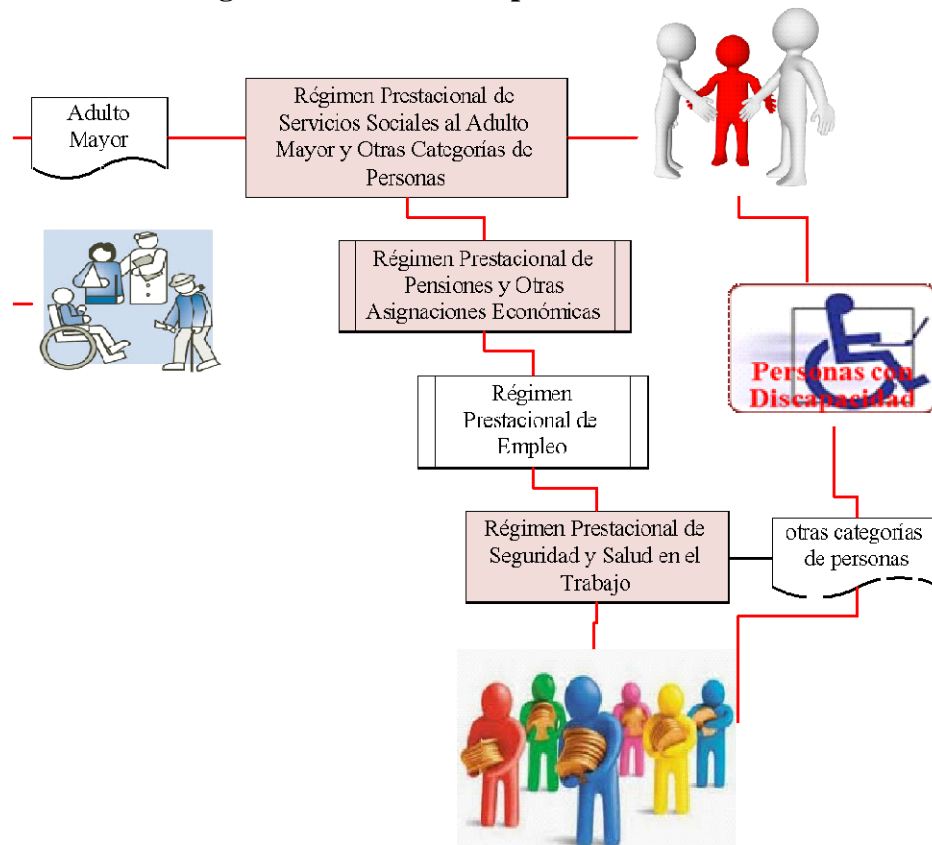 Adulto
Mayor
Régimen Prestacional de
Servicios Sociales al Adulto
Mayor y Otras Categorías de
Personas
Régimen Prestacional de
Pensiones y Otras
Asignaciones Económicas
Personas con
Discapacidad
Régimen
Prestacional de
Empleo
Régimen Prestacional de
Seguridad y Salud en el
Trabajo
otras categorías
de personas